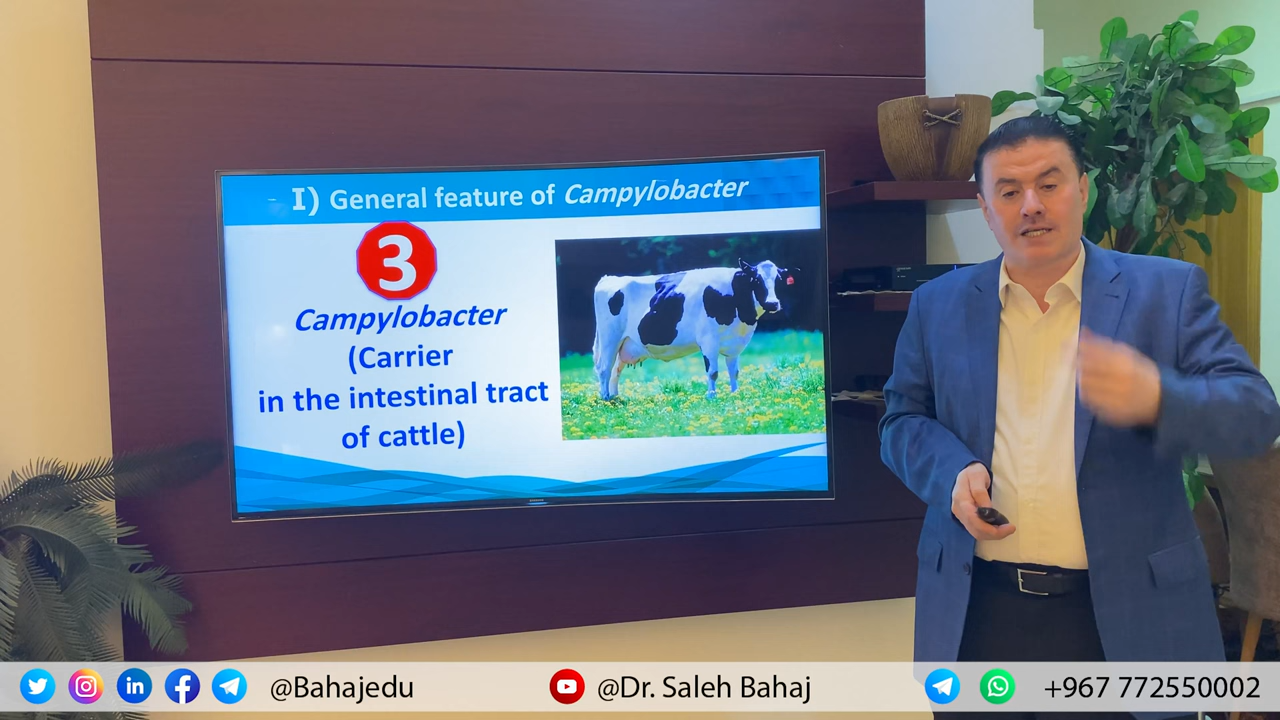 I) General feature of Campylobacter
3
Campylobacter
(Carrier
in the intestinal tract
of cattle)
@Bahajedu
@Dr. Saleh Bahaj
+967 772550002